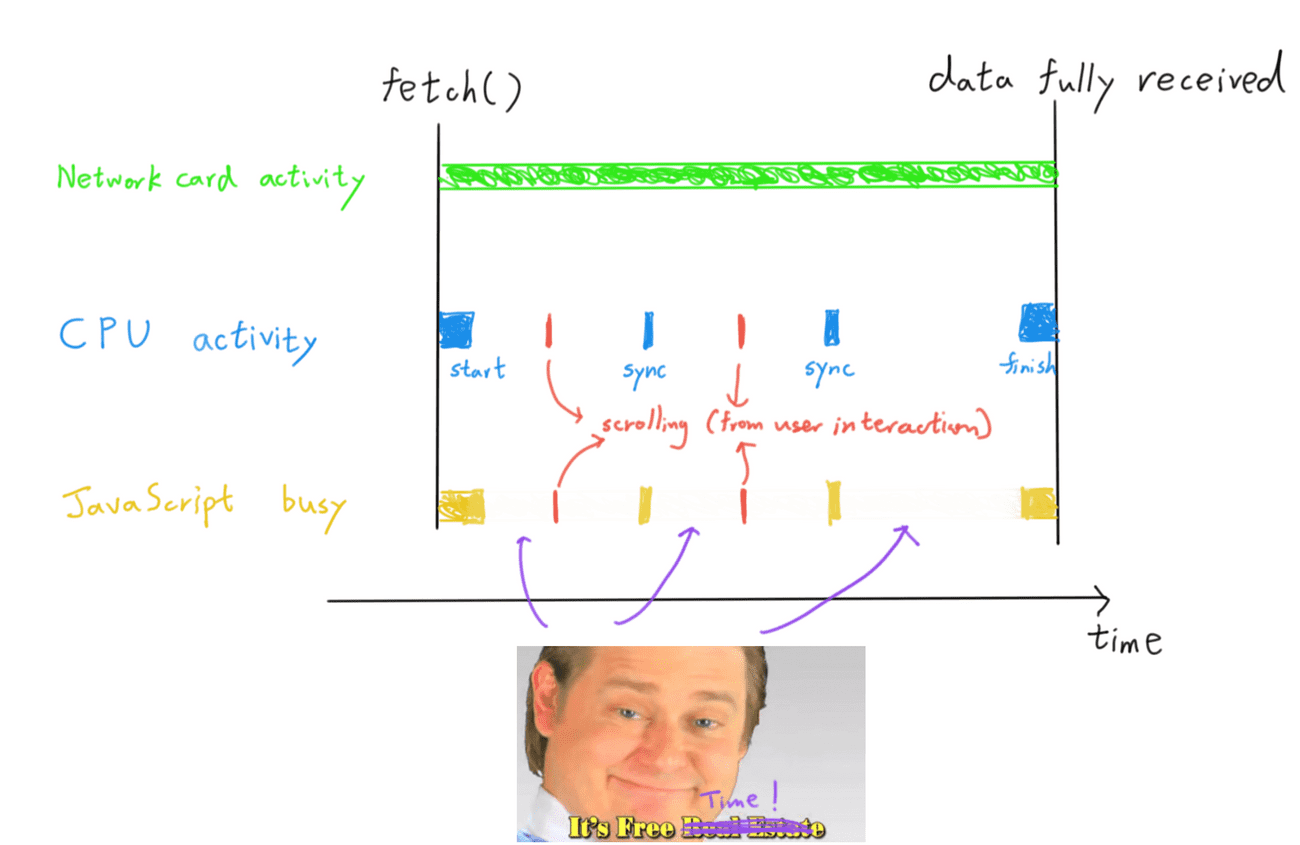 fetch()
data fully received
Network card activity
CPU activity
start
sync
sync
finish
scrolling (from user interaction)
JavaScript busy
time
Time!
It's Free Real Estate